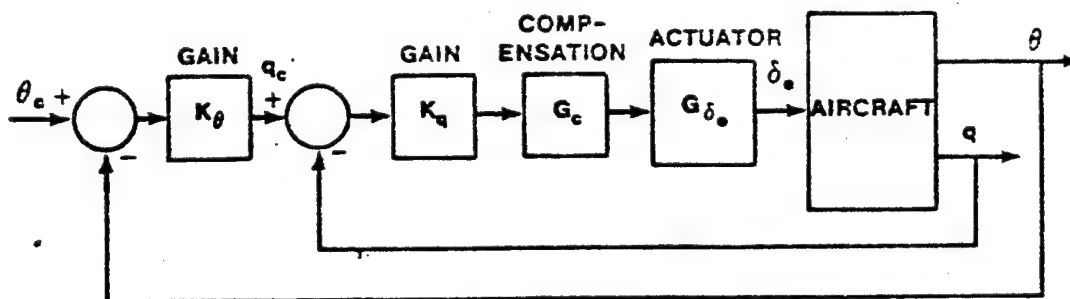 COMP-
ENSATION
GAIN
GAIN
ACTUATOR
θc +
Kθ
qc
+
Kq
Gc
Gδe
δe
AIRCRAFT
θ
q
-
-